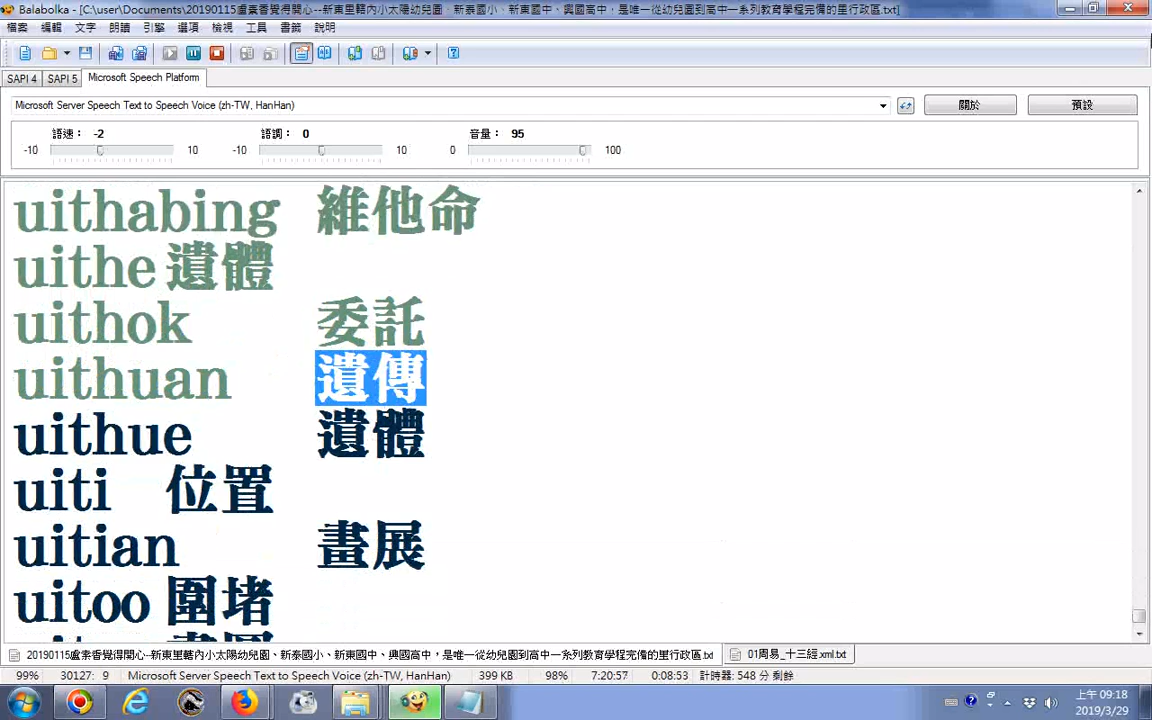 Balabolka - [C:\user\Documents\20190115盧素香覺得開心--新東里轄內小太陽幼兒園、新泰國小、新東國中、興國高中，是唯一從幼兒園到高中一系列教育學程完備的里行政區.txt]
檔案 編輯 文字 朗讀 引擎 選項 檢視 工具 書籤 說明
SAPI 4 SAPI 5 Microsoft Speech Platform
Microsoft Server Speech Text to Speech Voice (zh-TW, HanHan) 關於 預設
語速： -2 語調： 0 音量： 95
-10 10 -10 10 0 100
uithabing 維他命
uithe 遺體
uithok 委託
uithuan 遺傳
uithue 遺體
uiti 位置
uitian 畫展
uitoo 圍堵
20190115盧素香覺得開心--新東里轄內小太陽幼兒園、新泰國小、新東國中、興國高中，是唯一從幼兒園到高中一系列教育學程完備的里行政區.txt 01周易_十三經.txt
99% 30127: 9 Microsoft Server Speech Text to Speech Voice (zh-TW, HanHan) 399 KB 98% 7:20:57 0:08:53 計時器: 548 分 剩餘
上午 09:18
2019/3/29